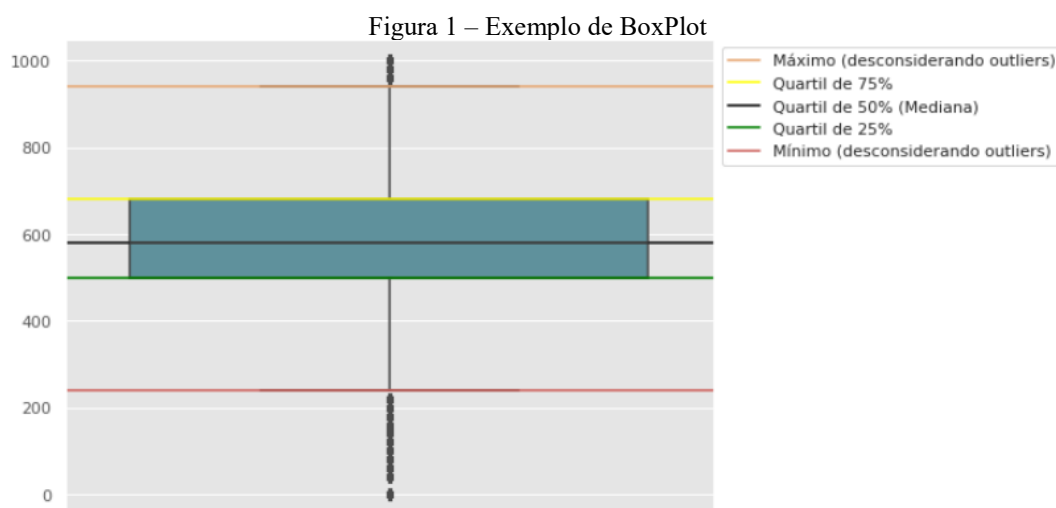 Figura 1 – Exemplo de BoxPlot
1000
800
600
400
200
0
Máximo (desconsiderando outliers)
Quartil de 75%
Quartil de 50% (Mediana)
Quartil de 25%
Mínimo (desconsiderando outliers)